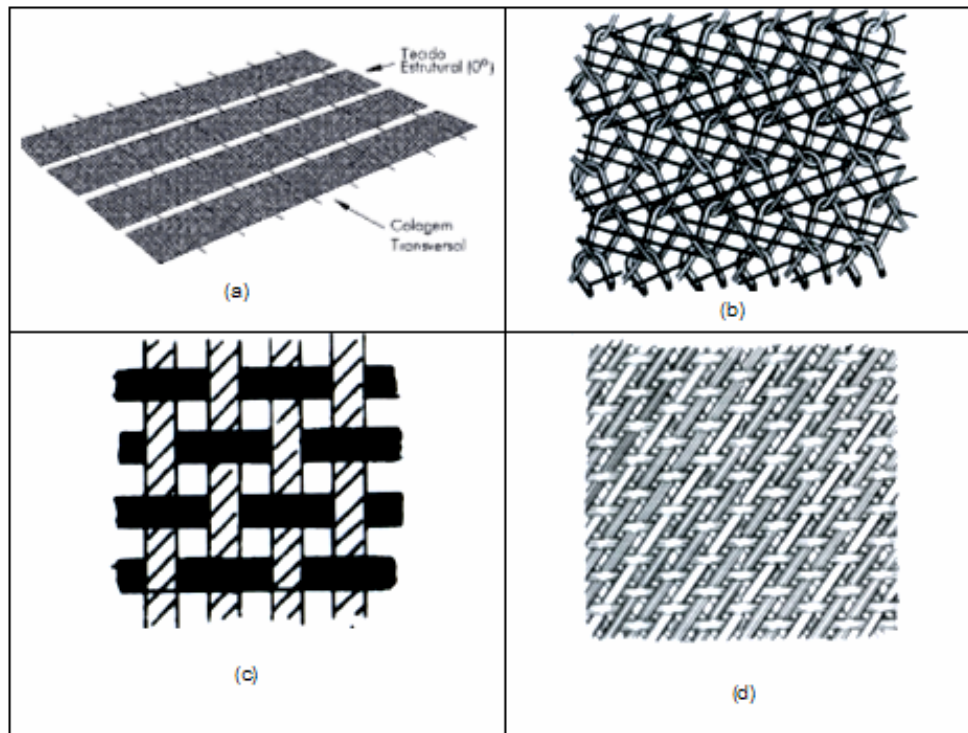 Tecido
Estrutural (0°)
Colagem
Transversal
(a)
(b)
(c)
(d)